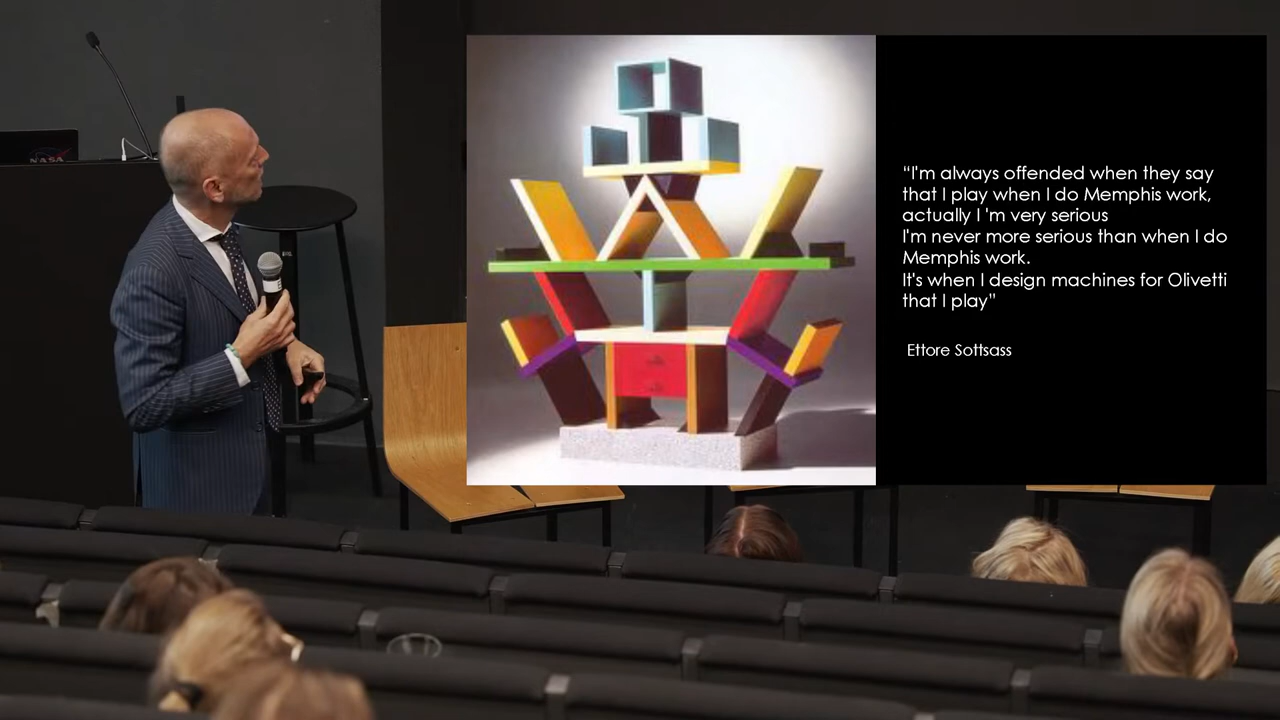 NASA
“I'm always offended when they say
that I play when I do Memphis work,
actually I 'm very serious
I'm never more serious than when I do
Memphis work.
It's when I design machines for Olivetti
that I play”
Ettore Sottsass